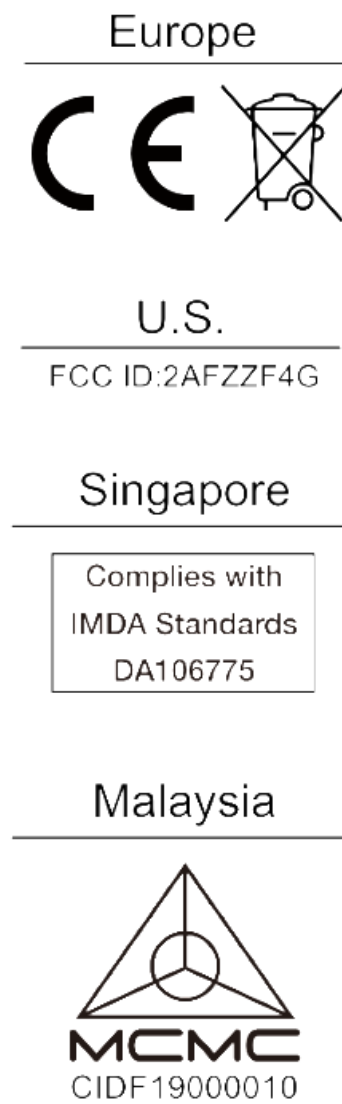 Europe
CE
U.S.
FCC ID:2AFZZF4G
Singapore
Complies with
IMDA Standards
DA106775
Malaysia
MCMC
CIDF19000010